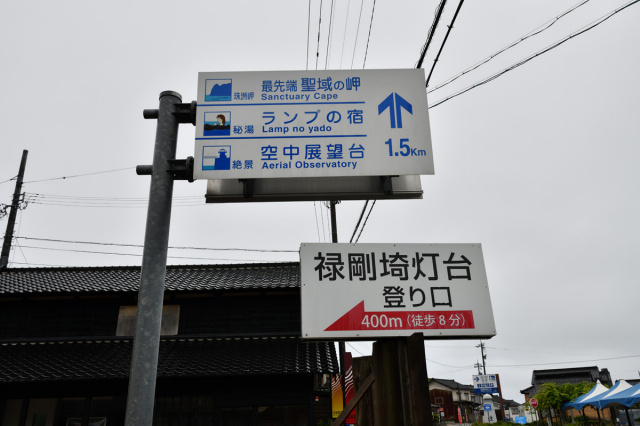 珠洲岬 最先端 聖域の岬
Sanctuary Cape
秘湯 ランプの宿
Lamp no yado
絶景 空中展望台
Aerial Observatory
1.5Km
禄剛埼灯台
登り口
400m(徒歩8分)